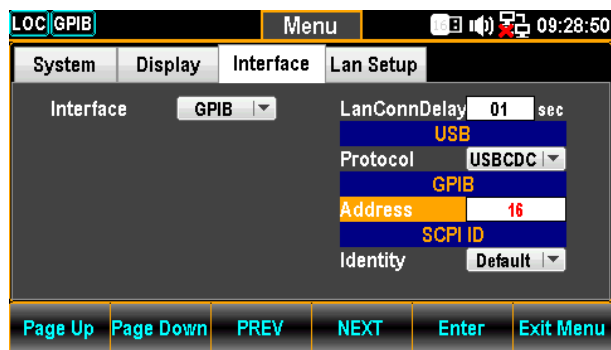 LOC GPIB Menu 16 09:28:50
System Display Interface Lan Setup
Interface GPIB
LanConnDelay 01 sec
USB
Protocol USBCDC
GPIB
Address 16
SCPI ID
Identity Default
Page Up Page Down PREV NEXT Enter Exit Menu